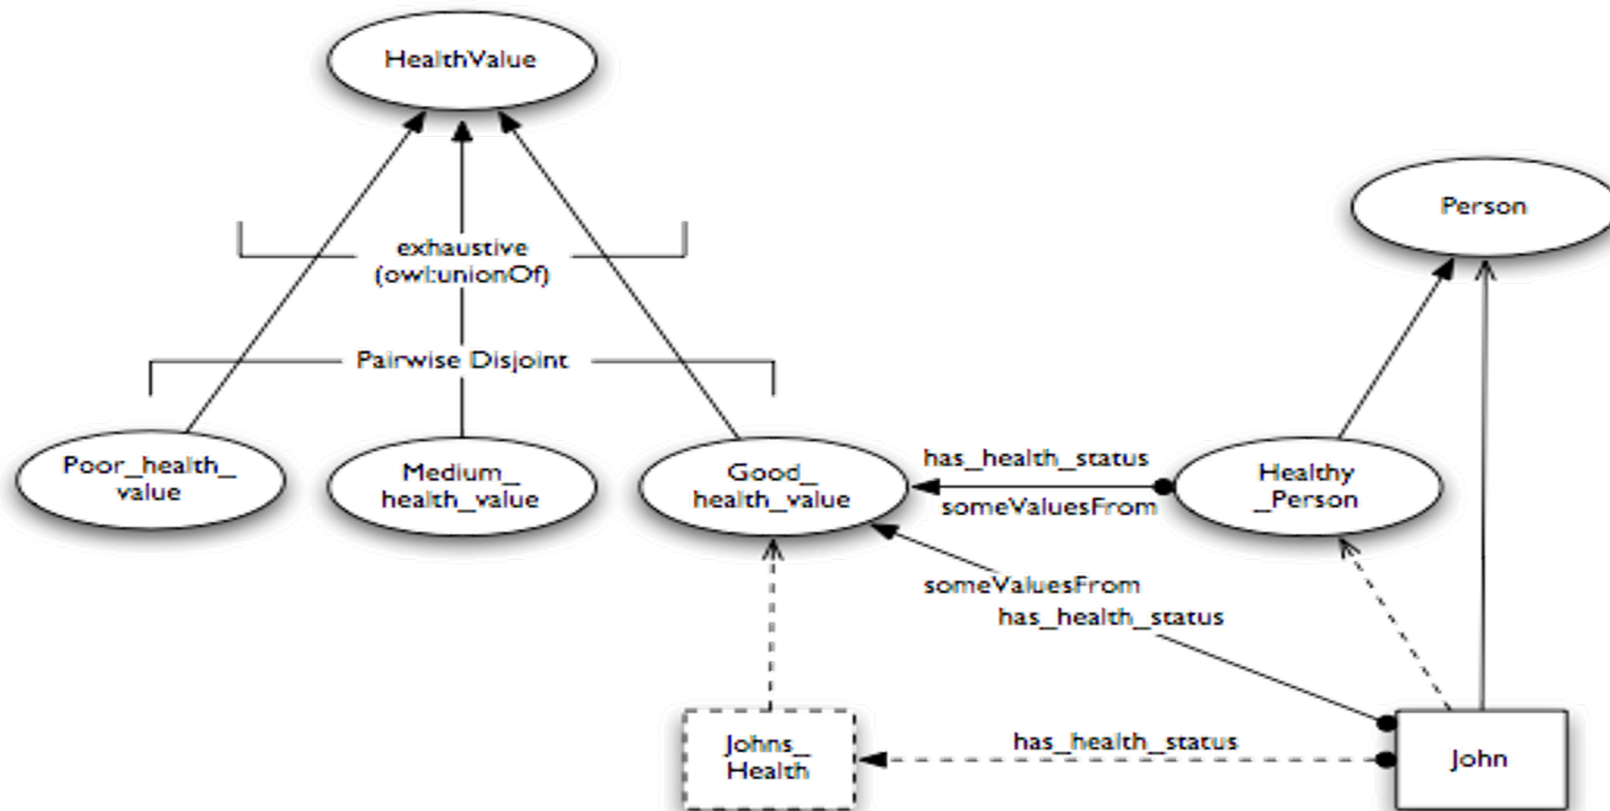 HealthValue
Person
exhaustive
(owl:unionOf)
Pairwise Disjoint
Poor_health_
value
Medium_
health_value
Good_
health_value
has_health_status
someValuesFrom
Healthy
_Person
someValuesFrom
has_health_status
Johns_
Health
has_health_status
John